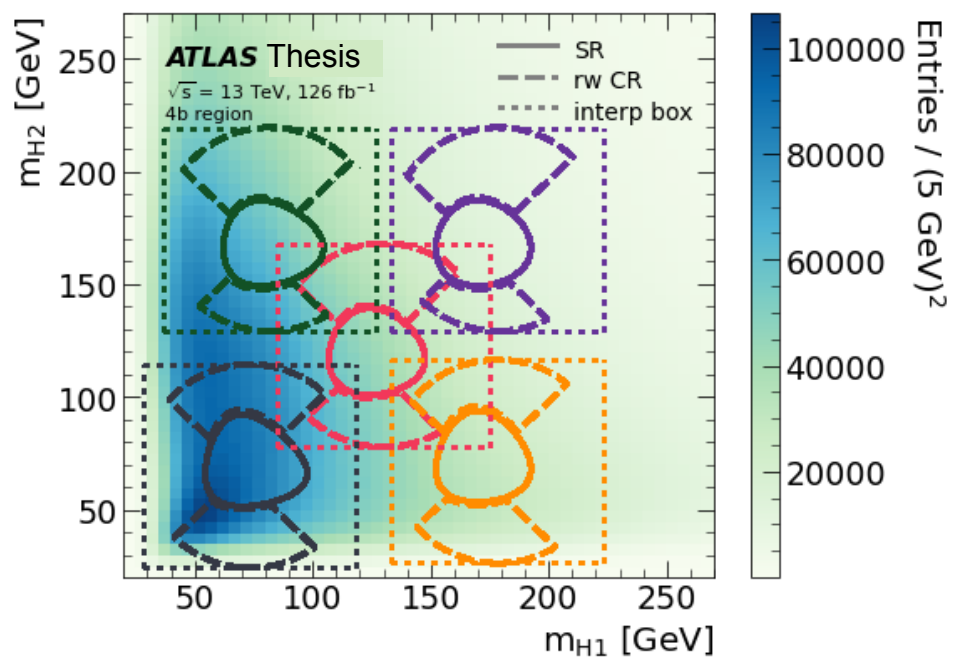 ATLAS Thesis
√s = 13 TeV, 126 fb⁻¹
4b region
SR
rw CR
interp box
m_H2 [GeV]
250
200
150
100
50
50
100
150
200
250
m_H1 [GeV]
100000
80000
60000
40000
20000
Entries / (5 GeV)²